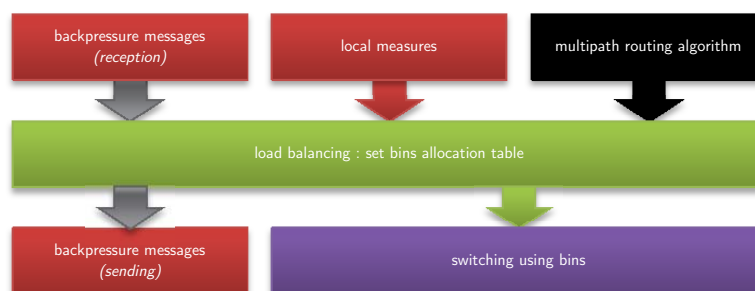 backpressure messages
(reception)
local measures
multipath routing algorithm
load balancing : set bins allocation table
backpressure messages
(sending)
switching using bins